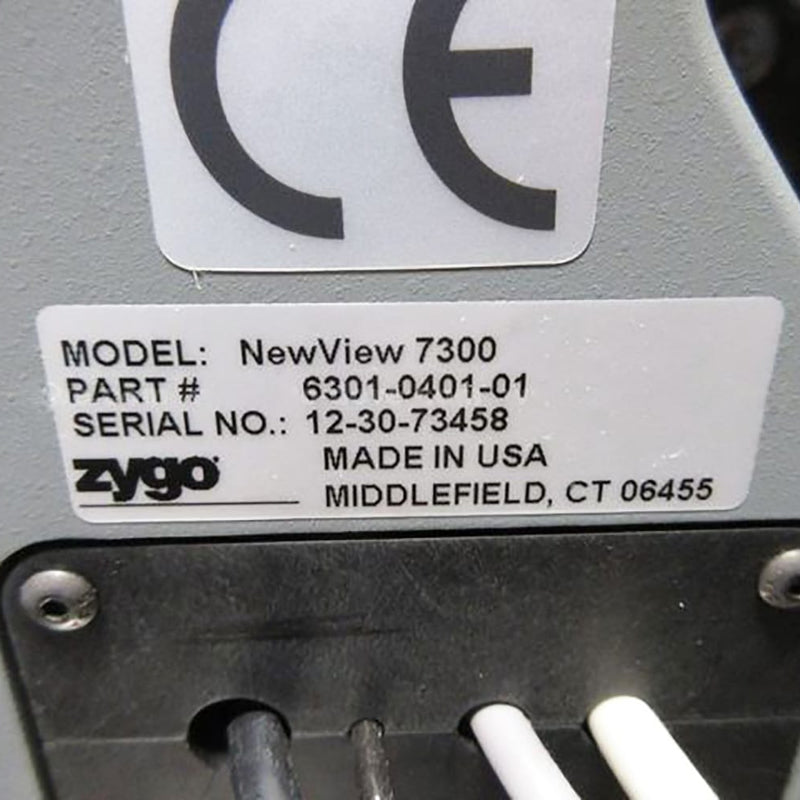 CE
MODEL: NewView 7300
PART # 6301-0401-01
SERIAL NO.: 12-30-73458
zygo MADE IN USA
MIDDLEFIELD, CT 06455